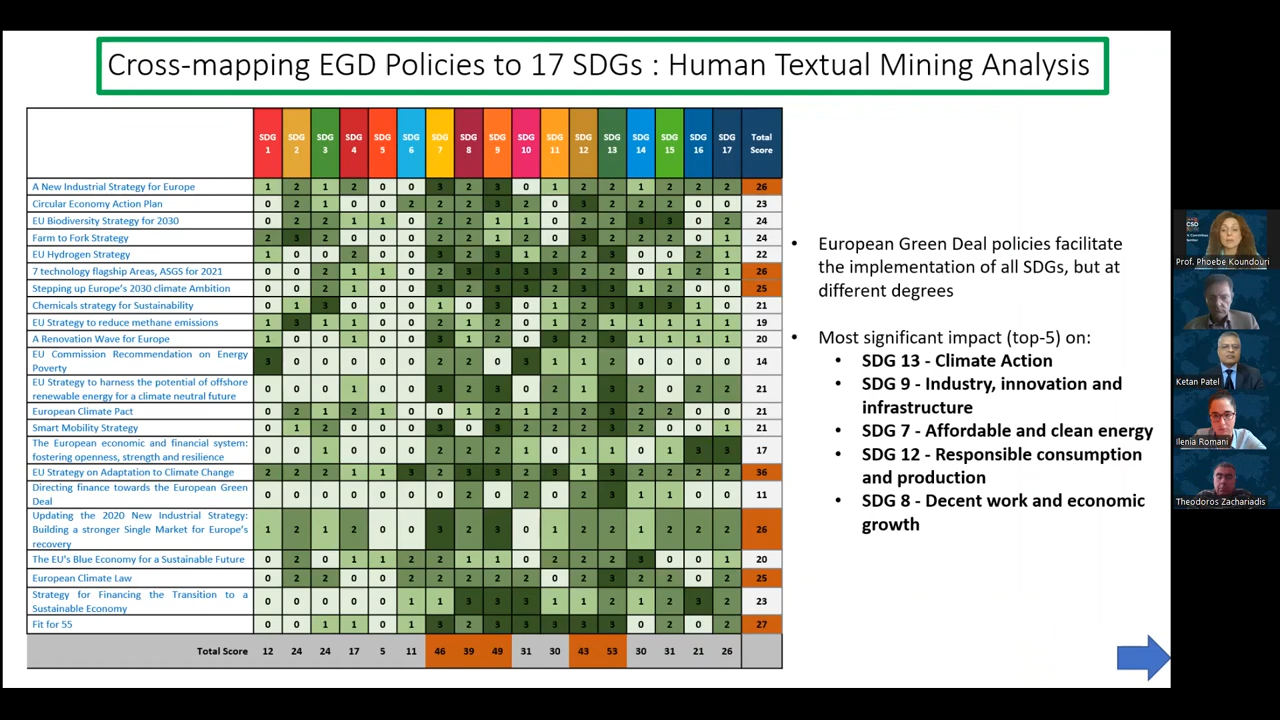 Cross-mapping EGD Policies to 17 SDGs : Human Textual Mining Analysis
SDG 1 SDG 2 SDG 3 SDG 4 SDG 5 SDG 6 SDG 7 SDG 8 SDG 9 SDG 10 SDG 11 SDG 12 SDG 13 SDG 14 SDG 15 SDG 16 SDG 17 Total Score
A New Industrial Strategy for Europe 1 2 1 2 0 0 3 2 3 0 1 2 2 1 2 2 2 26
Circular Economy Action Plan 0 2 1 0 0 2 2 2 3 2 2 3 2 2 2 0 0 23
EU Biodiversity Strategy for 2030 0 2 2 1 1 2 2 2 1 1 2 2 2 3 3 0 2 24
Farm to Fork Strategy 2 3 2 0 0 0 2 2 1 2 0 3 2 2 2 0 1 24
EU Hydrogen Strategy 1 0 0 2 0 0 3 2 3 1 2 2 3 0 0 2 1 22
7 technology flagship Areas, ASGS for 2021 0 0 2 1 1 0 2 3 3 3 3 2 2 0 1 2 1 26
Stepping up Europe's 2030 climate Ambition 0 0 2 1 0 0 3 2 3 2 2 2 3 1 2 0 0 25
Chemicals strategy for Sustainability 0 1 3 0 0 0 1 0 3 0 0 2 3 3 3 1 0 21
EU Strategy to reduce methane emissions 1 3 1 1 0 0 2 1 2 0 1 2 1 1 1 1 1 19
A Renovation Wave for Europe 1 0 0 1 0 0 3 1 2 0 3 2 2 1 1 1 1 20
EU Commission Recommendation on Energy
Poverty 3 0 0 0 0 0 2 2 0 3 1 1 2 0 0 0 0 14
EU Strategy to harness the potential of offshore
renewable energy for a climate neutral future 0 0 0 1 0 0 3 2 3 0 2 1 3 2 0 2 2 21
European Climate Pact 0 2 1 2 1 0 0 1 2 1 2 2 3 2 2 0 0 21
Smart Mobility Strategy 0 1 2 0 0 0 3 0 3 2 2 2 3 2 0 0 1 21
The European economic and financial system:
fostering openness, strength and resilience 0 0 1 0 0 0 1 2 2 1 0 1 1 0 0 3 3 17
EU Strategy on Adaptation to Climate Change 2 2 2 1 1 3 2 3 3 2 3 1 3 2 2 2 2 36
Directing finance towards the European Green
Deal 0 0 0 0 0 0 0 2 0 2 0 2 3 1 1 0 0 11
Updating the 2020 New Industrial Strategy:
Building a stronger Single Market for Europe's
recovery 1 2 1 2 0 0 3 2 3 0 1 2 2 1 2 2 2 26
The EU's Blue Economy for a Sustainable Future 0 2 0 1 1 2 2 1 1 0 2 2 2 3 0 0 1 20
European Climate Law 0 2 2 0 0 2 2 2 2 2 0 2 3 2 2 2 2 25
Strategy for Financing the Transition to a
Sustainable Economy 0 0 0 0 0 1 1 3 3 3 1 1 2 1 2 3 2 23
Fit for 55 0 0 1 1 0 1 3 2 3 3 3 3 3 0 2 0 2 27
Total Score 12 24 24 17 5 11 46 39 49 31 30 43 53 30 31 21 26
• European Green Deal policies facilitate
the implementation of all SDGs, but at
different degrees
• Most significant impact (top-5) on:
• SDG 13 - Climate Action
• SDG 9 - Industry, innovation and
infrastructure
• SDG 7 - Affordable and clean energy
• SDG 12 - Responsible consumption
and production
• SDG 8 - Decent work and economic
growth
Prof. Phoebe Koundouri
Ketan Patel
Ilenia Romani
Theodoros Zachariadis